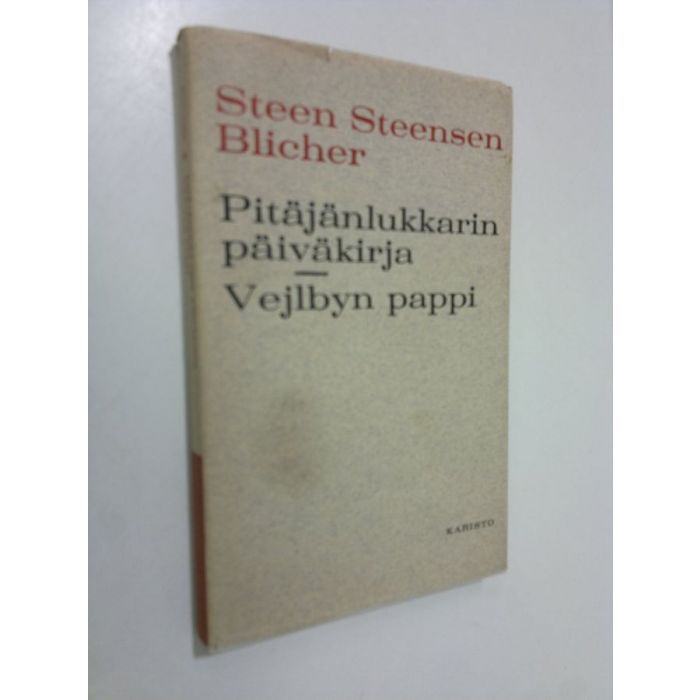 Steen Steensen
Blicher
Pitäjänlukkarin
päiväkirja
Vejlbyn pappi
KARISTO